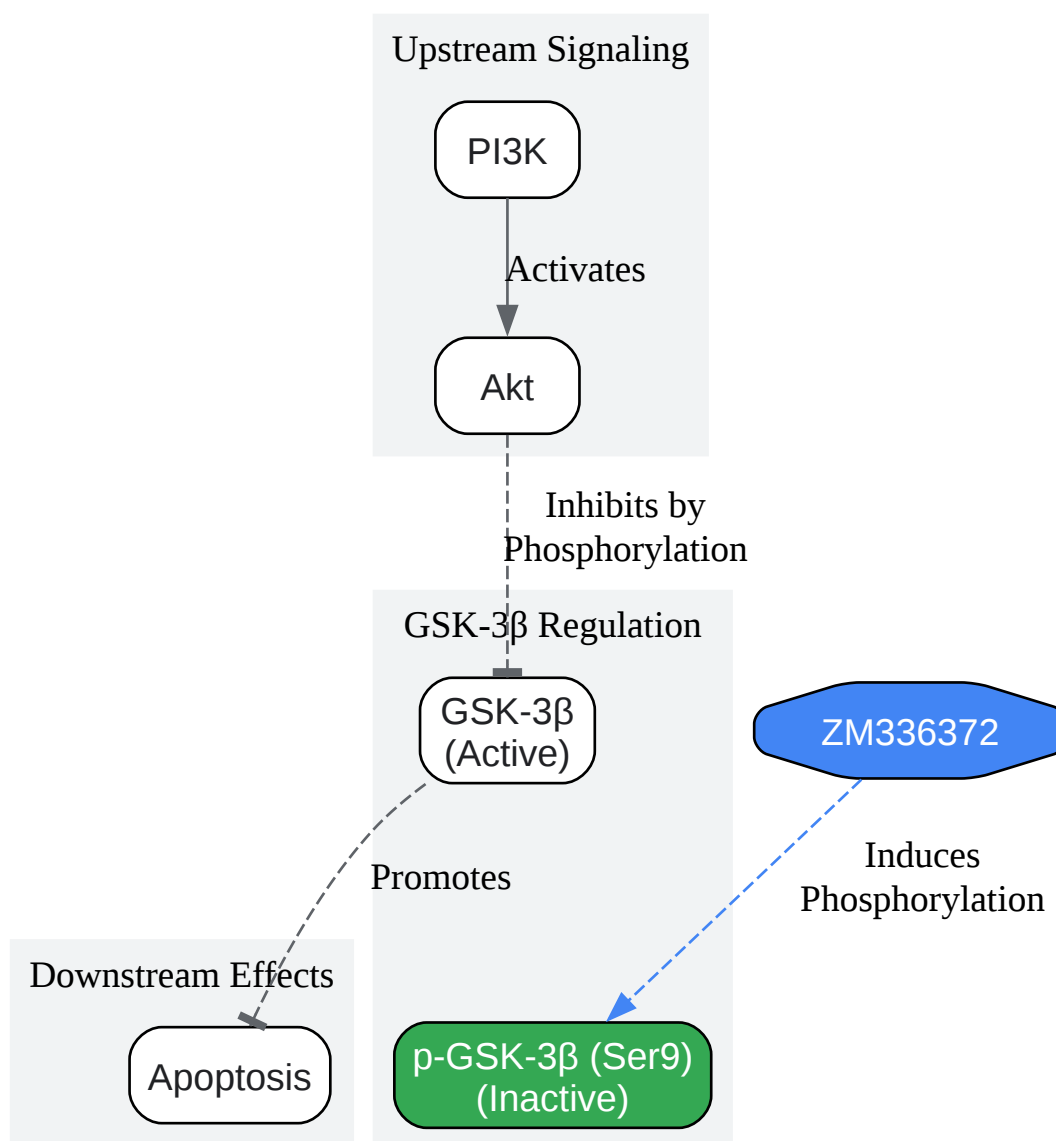 Upstream Signaling
PI3K
Activates
Akt
Inhibits by
Phosphorylation
GSK-3β Regulation
GSK-3β
(Active)
ZM336372
Induces
Phosphorylation
Promotes
Downstream Effects
Apoptosis
p-GSK-3β (Ser9)
(Inactive)